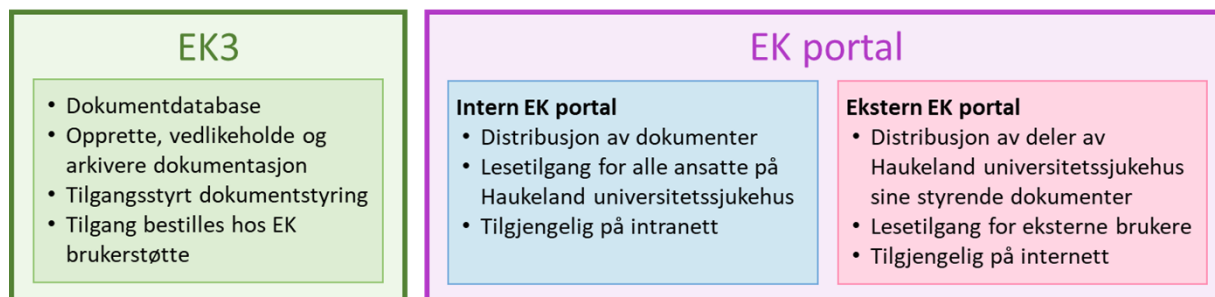 EK3
• Dokumentdatabase
• Opprette, vedlikeholde og
arkivere dokumentasjon
• Tilgangsstyrt dokumentstyring
• Tilgang bestilles hos EK
brukerstøtte
EK portal
Intern EK portal
• Distribusjon av dokumenter
• Lesetilgang for alle ansatte på
Haukeland universitetssjukehus
• Tilgjengelig på intranett
Ekstern EK portal
• Distribusjon av deler av
Haukeland universitetssjukehus
sine styrende dokumenter
• Lesetilgang for eksterne brukere
• Tilgjengelig på internett